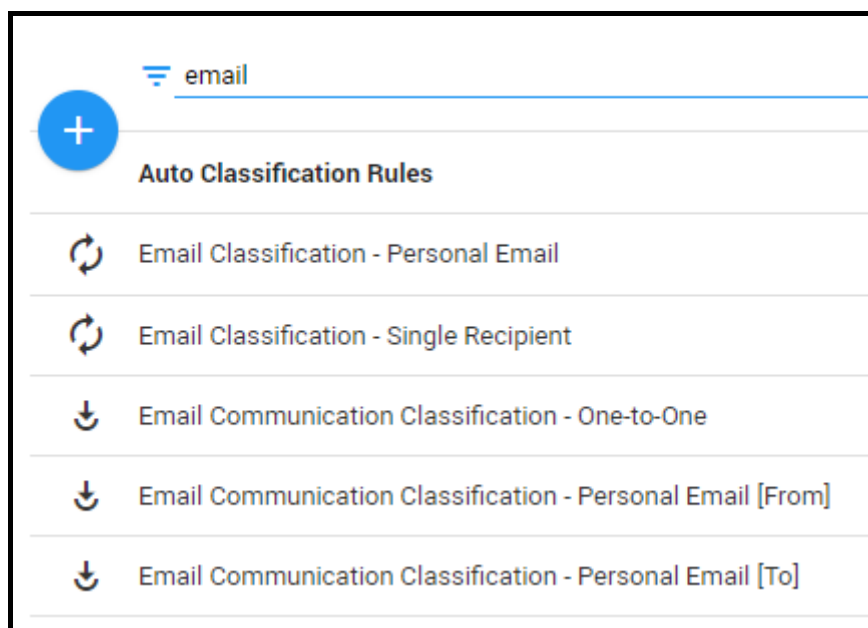 email
Auto Classification Rules
Email Classification - Personal Email
Email Classification - Single Recipient
Email Communication Classification - One-to-One
Email Communication Classification - Personal Email [From]
Email Communication Classification - Personal Email [To]